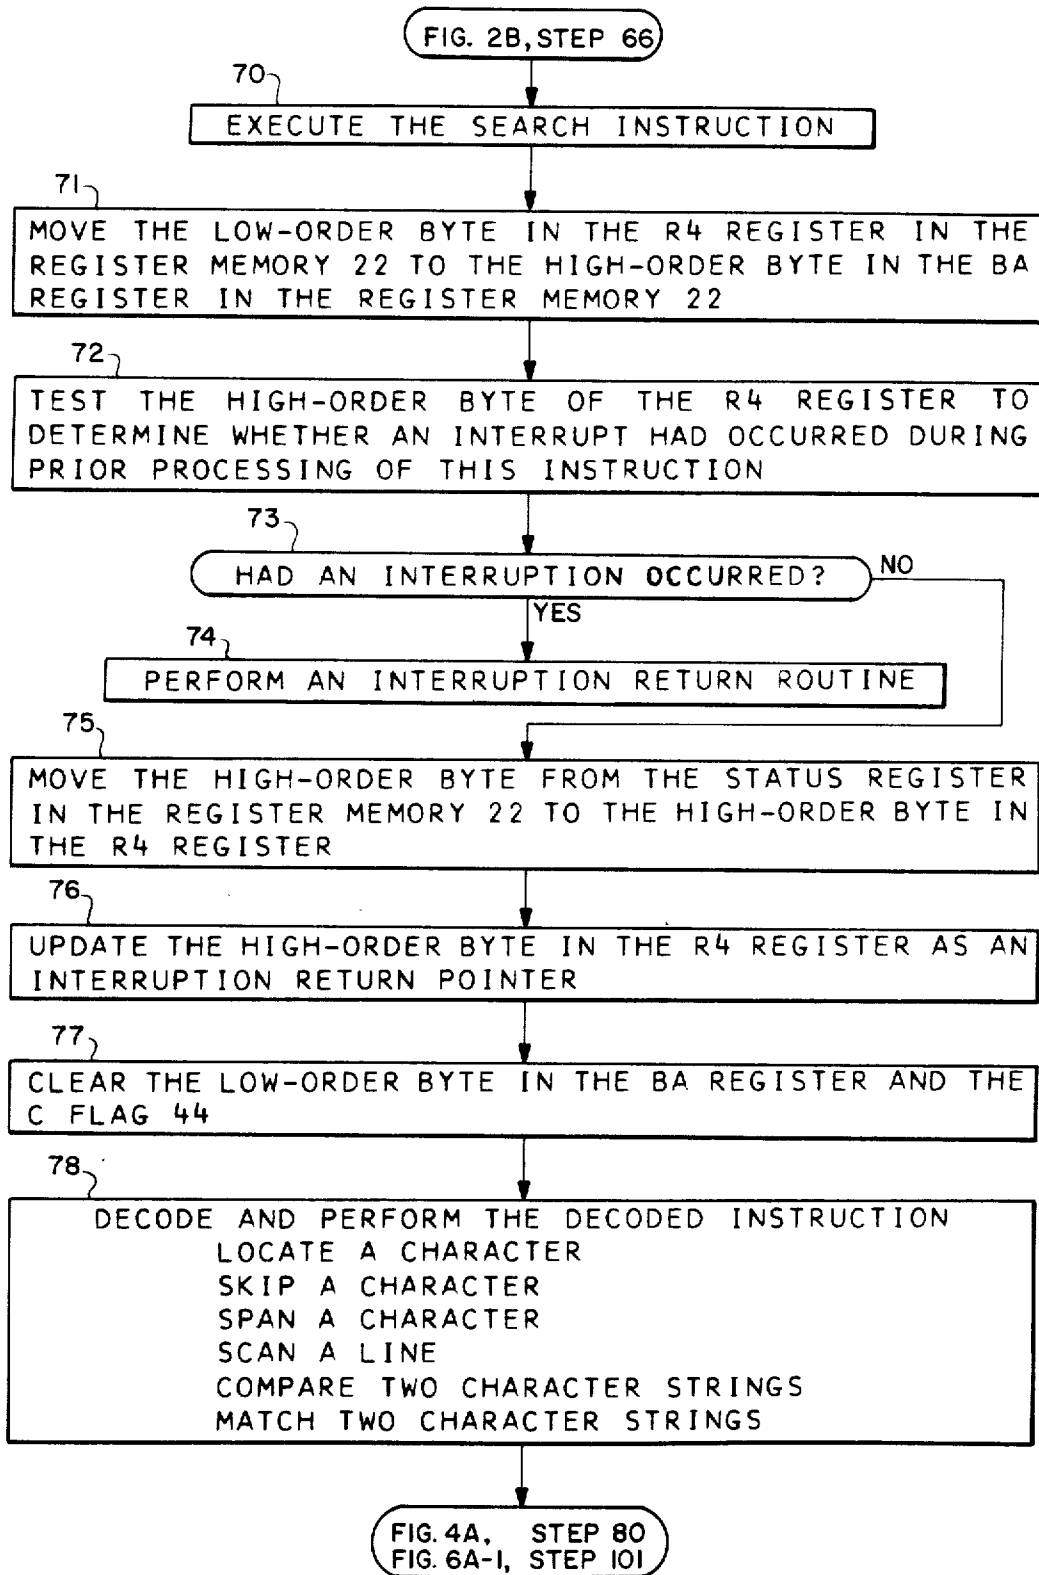 FIG. 2B, STEP 66
70
EXECUTE THE SEARCH INSTRUCTION
71
MOVE THE LOW-ORDER BYTE IN THE R4 REGISTER IN THE
REGISTER MEMORY 22 TO THE HIGH-ORDER BYTE IN THE BA
REGISTER IN THE REGISTER MEMORY 22
72
TEST THE HIGH-ORDER BYTE OF THE R4 REGISTER TO
DETERMINE WHETHER AN INTERRUPT HAD OCCURRED DURING
PRIOR PROCESSING OF THIS INSTRUCTION
73
HAD AN INTERRUPTION OCCURRED?
NO
YES
74
PERFORM AN INTERRUPTION RETURN ROUTINE
75
MOVE THE HIGH-ORDER BYTE FROM THE STATUS REGISTER
IN THE REGISTER MEMORY 22 TO THE HIGH-ORDER BYTE IN
THE R4 REGISTER
76
UPDATE THE HIGH-ORDER BYTE IN THE R4 REGISTER AS AN
INTERRUPTION RETURN POINTER
77
CLEAR THE LOW-ORDER BYTE IN THE BA REGISTER AND THE
C FLAG 44
78
DECODE AND PERFORM THE DECODED INSTRUCTION
LOCATE A CHARACTER
SKIP A CHARACTER
SPAN A CHARACTER
SCAN A LINE
COMPARE TWO CHARACTER STRINGS
MATCH TWO CHARACTER STRINGS
FIG. 4A, STEP 80
FIG. 6A-1, STEP 101